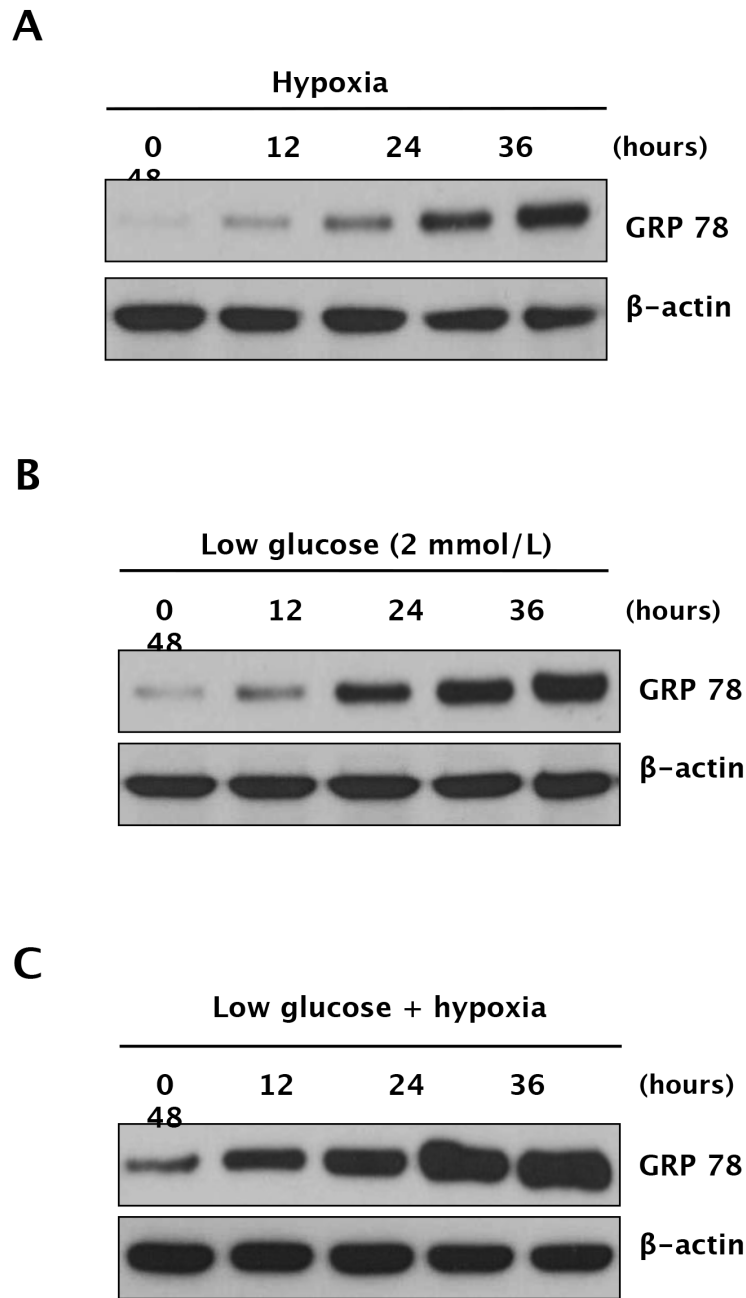 A
Hypoxia
0 12 24 36 (hours)
48
GRP 78
β-actin
B
Low glucose (2 mmol/L)
0 12 24 36 (hours)
48
GRP 78
β-actin
C
Low glucose + hypoxia
0 12 24 36 (hours)
48
GRP 78
β-actin